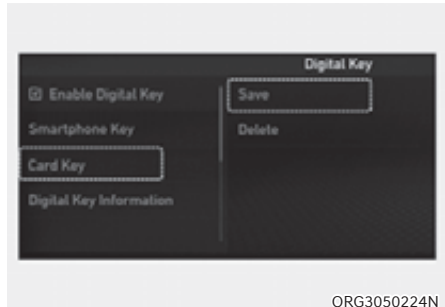 Digital Key
Enable Digital Key
Save
Smartphone Key
Delete
Card Key
Digital Key Information
ORG3050224N